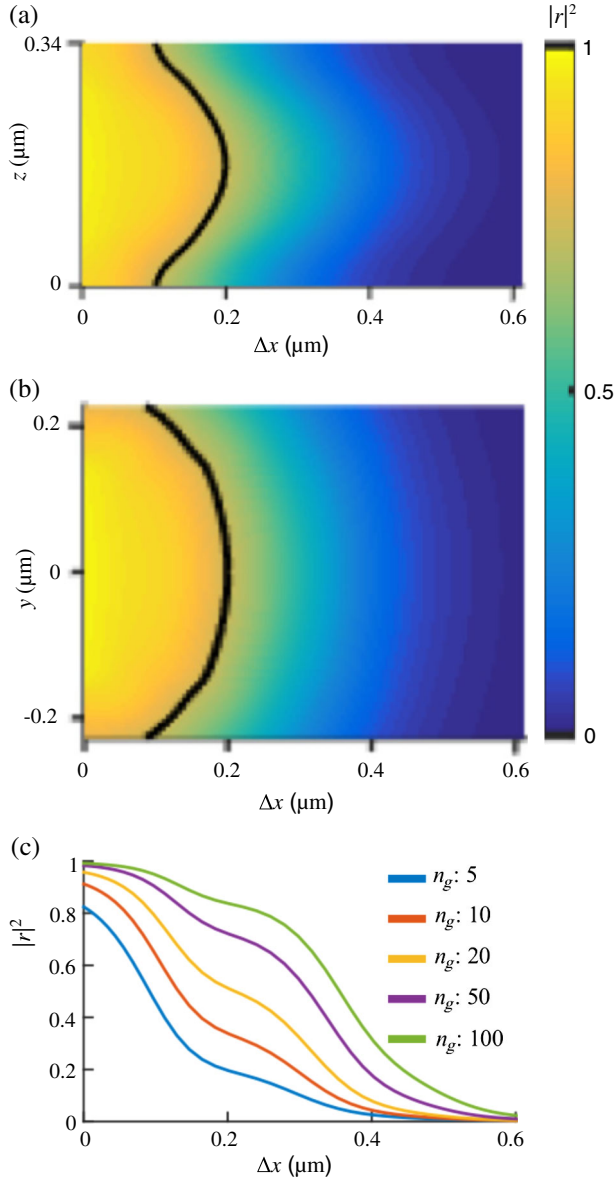 (a)
|r|²
0.34
z (µm)
0
0 0.2 0.4 0.6
Δx (µm)
1
0.5
0
(b)
0.2
y (µm)
0
-0.2
0 0.2 0.4 0.6
Δx (µm)
(c)
1
|r|²
0.8
0.6
0.4
0.2
0
n_g: 5
n_g: 10
n_g: 20
n_g: 50
n_g: 100
0 0.2 0.4 0.6
Δx (µm)